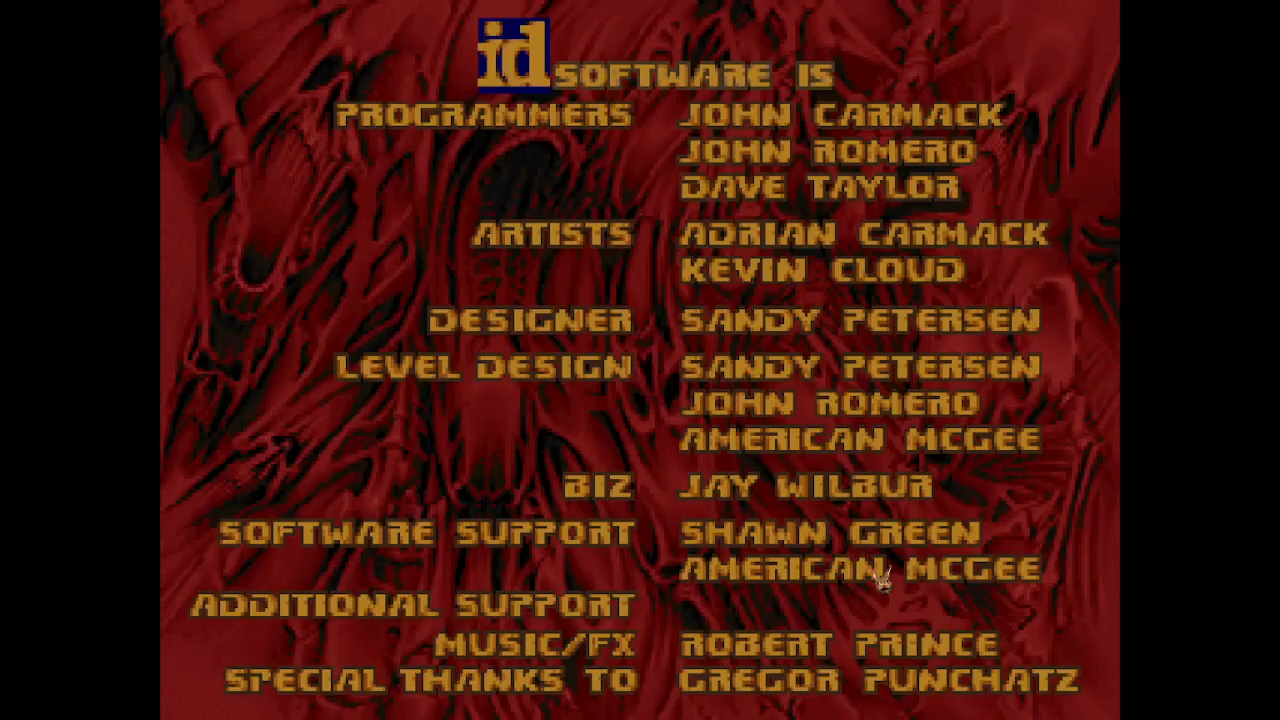 id SOFTWARE IS
PROGRAMMERS JOHN CARMACK
JOHN ROMERO
DAVE TAYLOR
ARTISTS ADRIAN CARMACK
KEVIN CLOUD
DESIGNER SANDY PETERSEN
LEVEL DESIGN SANDY PETERSEN
JOHN ROMERO
AMERICAN MCGEE
BIZ JAY WILBUR
SOFTWARE SUPPORT SHAWN GREEN
AMERICAN MCGEE
ADDITIONAL SUPPORT
MUSIC/FX ROBERT PRINCE
SPECIAL THANKS TO GREGOR PUNCHATZ